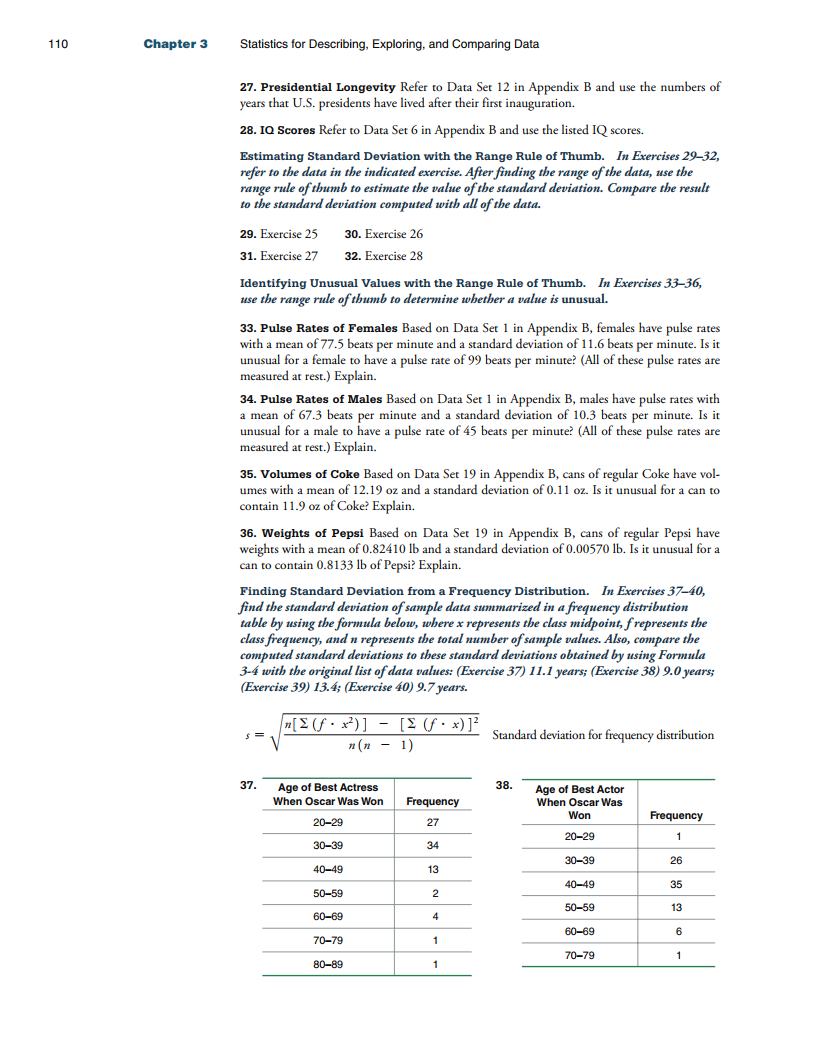 110 Chapter 3 Statistics for Describing, Exploring, and Comparing Data
27. Presidential Longevity Refer to Data Set 12 in Appendix B and use the numbers of
years that U.S. presidents have lived after their first inauguration.
28. IQ Scores Refer to Data Set 6 in Appendix B and use the listed IQ scores.
Estimating Standard Deviation with the Range Rule of Thumb. In Exercises 29–32,
refer to the data in the indicated exercise. After finding the range of the data, use the
range rule of thumb to estimate the value of the standard deviation. Compare the result
to the standard deviation computed with all of the data.
29. Exercise 25 30. Exercise 26
31. Exercise 27 32. Exercise 28
Identifying Unusual Values with the Range Rule of Thumb. In Exercises 33–36,
use the range rule of thumb to determine whether a value is unusual.
33. Pulse Rates of Females Based on Data Set 1 in Appendix B, females have pulse rates
with a mean of 77.5 beats per minute and a standard deviation of 11.6 beats per minute. Is it
unusual for a female to have a pulse rate of 99 beats per minute? (All of these pulse rates are
measured at rest.) Explain.
34. Pulse Rates of Males Based on Data Set 1 in Appendix B, males have pulse rates with
a mean of 67.3 beats per minute and a standard deviation of 10.3 beats per minute. Is it
unusual for a male to have a pulse rate of 45 beats per minute? (All of these pulse rates are
measured at rest.) Explain.
35. Volumes of Coke Based on Data Set 19 in Appendix B, cans of regular Coke have vol-
umes with a mean of 12.19 oz and a standard deviation of 0.11 oz. Is it unusual for a can to
contain 11.9 oz of Coke? Explain.
36. Weights of Pepsi Based on Data Set 19 in Appendix B, cans of regular Pepsi have
weights with a mean of 0.82410 lb and a standard deviation of 0.00570 lb. Is it unusual for a
can to contain 0.8133 lb of Pepsi? Explain.
Finding Standard Deviation from a Frequency Distribution. In Exercises 37–40,
find the standard deviation of sample data summarized in a frequency distribution
table by using the formula below, where x represents the class midpoint, f represents the
class frequency, and n represents the total number of sample values. Also, compare the
computed standard deviations to these standard deviations obtained by using Formula
3-4 with the original list of data values: (Exercise 37) 11.1 years; (Exercise 38) 9.0 years;
(Exercise 39) 13.4; (Exercise 40) 9.7 years.
s = √ n[Σ(f · x²)] − [Σ(f · x)]² / n(n − 1) Standard deviation for frequency distribution
37.
Age of Best Actress
When Oscar Was Won Frequency
20–29 27
30–39 34
40–49 13
50–59 2
60–69 4
70–79 1
80–89 1
38.
Age of Best Actor
When Oscar Was
Won Frequency
20–29 1
30–39 26
40–49 35
50–59 13
60–69 6
70–79 1